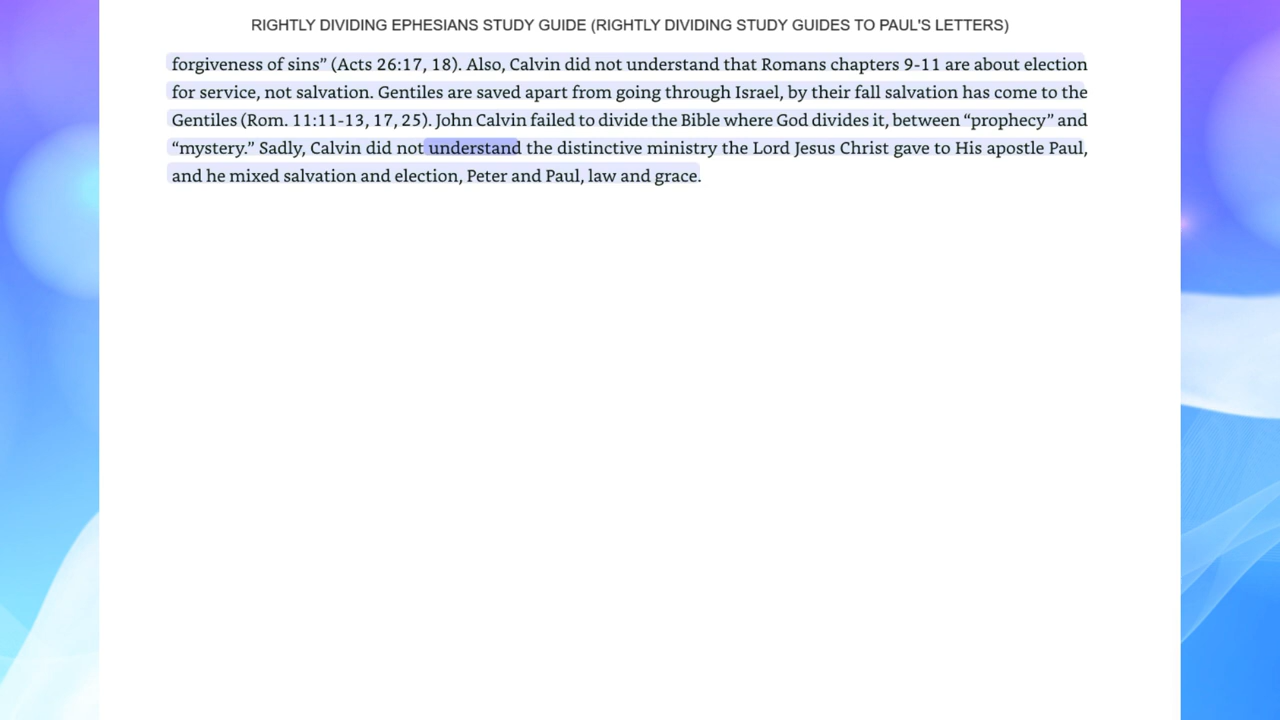 RIGHTLY DIVIDING EPHESIANS STUDY GUIDE (RIGHTLY DIVIDING STUDY GUIDES TO PAUL'S LETTERS)
forgiveness of sins” (Acts 26:17, 18). Also, Calvin did not understand that Romans chapters 9-11 are about election
for service, not salvation. Gentiles are saved apart from going through Israel, by their fall salvation has come to the
Gentiles (Rom. 11:11-13, 17, 25). John Calvin failed to divide the Bible where God divides it, between “prophecy” and
“mystery.” Sadly, Calvin did not understand the distinctive ministry the Lord Jesus Christ gave to His apostle Paul,
and he mixed salvation and election, Peter and Paul, law and grace.